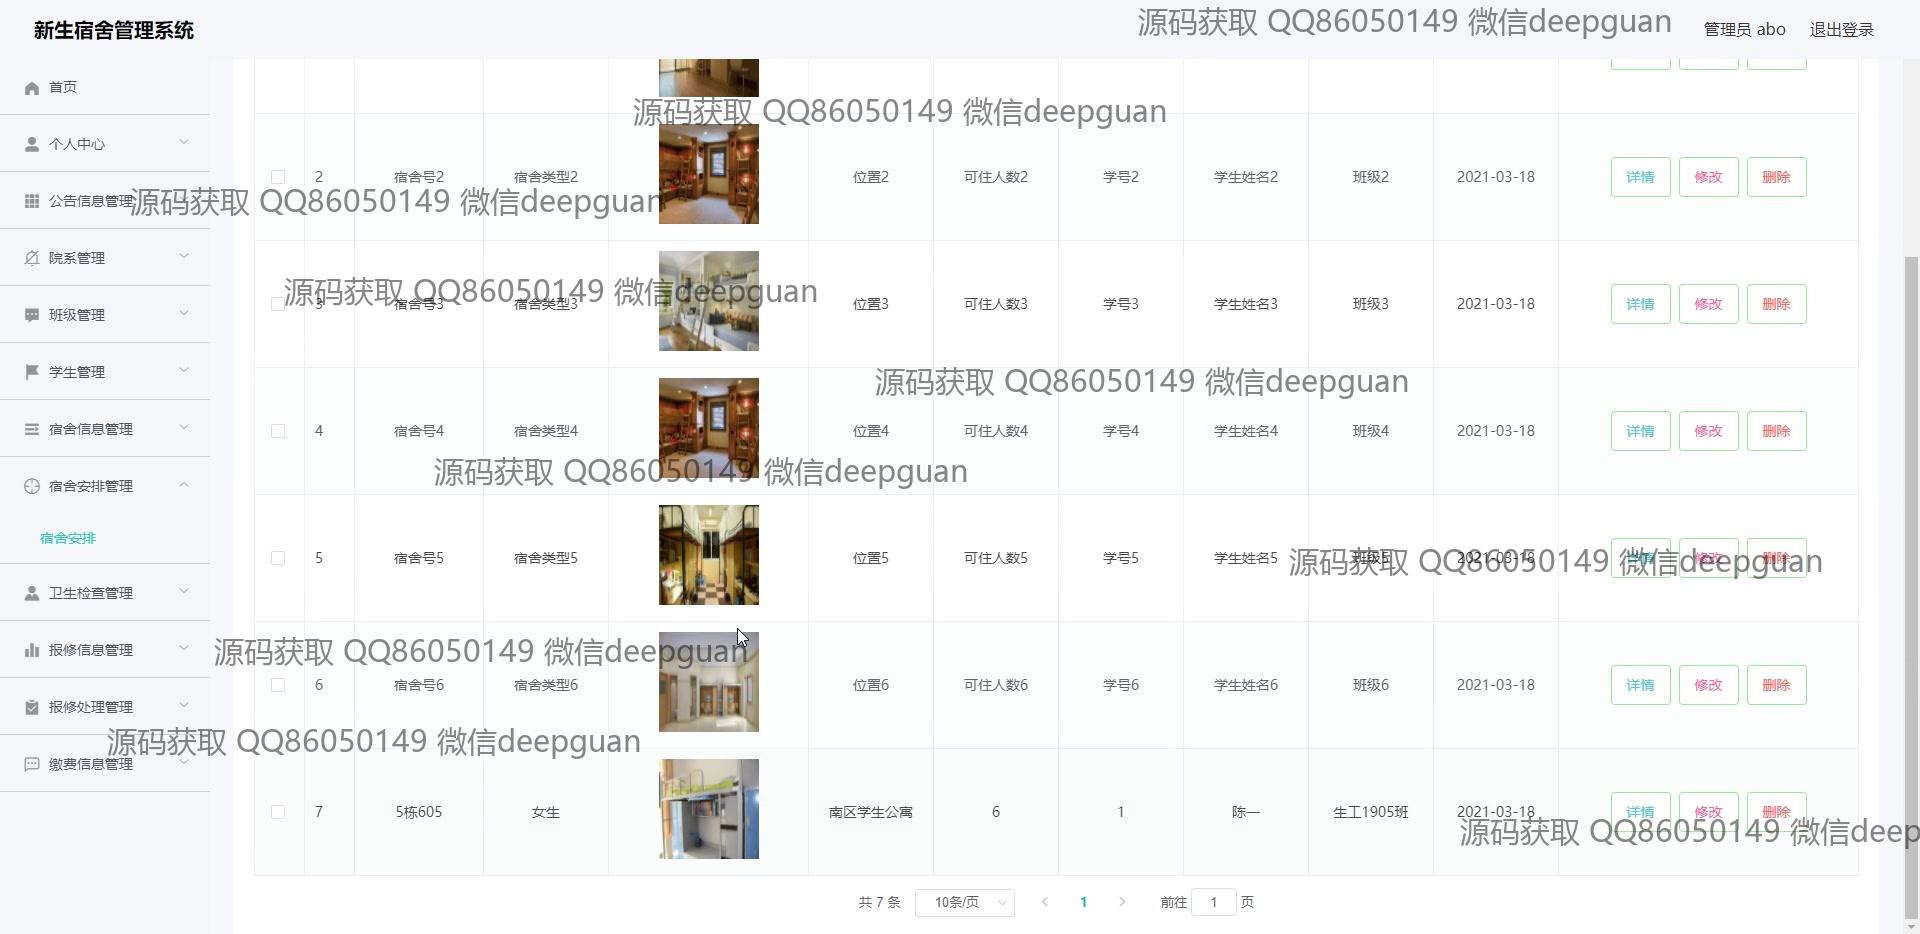 新生宿舍管理系统
源码获取 QQ86050149 微信deepguan
管理员 abo
退出登录
首页
个人中心
公告信息管理
院系管理
班级管理
学生管理
宿舍信息管理
宿舍安排管理
宿舍安排
卫生检查管理
报修信息管理
报修处理管理
缴费信息管理
源码获取 QQ86050149 微信deepguan
2 宿舍号2 宿舍类型2 位置2 可住人数2 学号2 学生姓名2 班级2 2021-03-18 详情 修改 删除
源码获取 QQ86050149 微信deepguan
源码获取 QQ86050149 微信deepguan
3 宿舍号3 宿舍类型3 位置3 可住人数3 学号3 学生姓名3 班级3 2021-03-18 详情 修改 删除
源码获取 QQ86050149 微信deepguan
4 宿舍号4 宿舍类型4 位置4 可住人数4 学号4 学生姓名4 班级4 2021-03-18 详情 修改 删除
源码获取 QQ86050149 微信deepguan
5 宿舍号5 宿舍类型5 位置5 可住人数5 学号5 学生姓名5 班级5 2021-03-18 详情 修改 删除
源码获取 QQ86050149 微信deepguan
源码获取 QQ86050149 微信deepguan
6 宿舍号6 宿舍类型6 位置6 可住人数6 学号6 学生姓名6 班级6 2021-03-18 详情 修改 删除
源码获取 QQ86050149 微信deepguan
7 5栋605 女生 南区学生公寓 6 1 陈一 生工1905班 2021-03-18 详情 修改 删除
源码获取 QQ86050149 微信deep
共 7 条 10条/页 1 前往 1 页